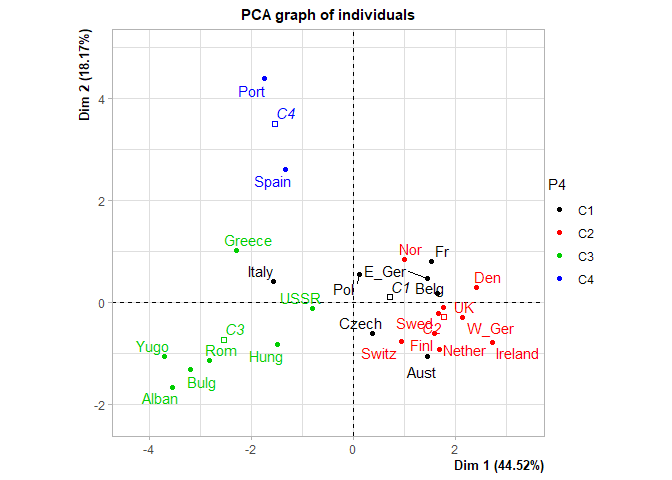 PCA graph of individuals
Dim 2 (18.17%)
Port
C4
4
Spain
2
Greece
Italy
USSR
Nor
Fr
E_Ger
Pol
C1
Belg
Den
0
Czech
Swed
UK
C2
W_Ger
Switz
Finl
Nether
Ireland
Aust
C3
Yugo
Rom
Hung
Bulg
Alban
-2
-4
-2
0
2
Dim 1 (44.52%)
P4
C1
C2
C3
C4